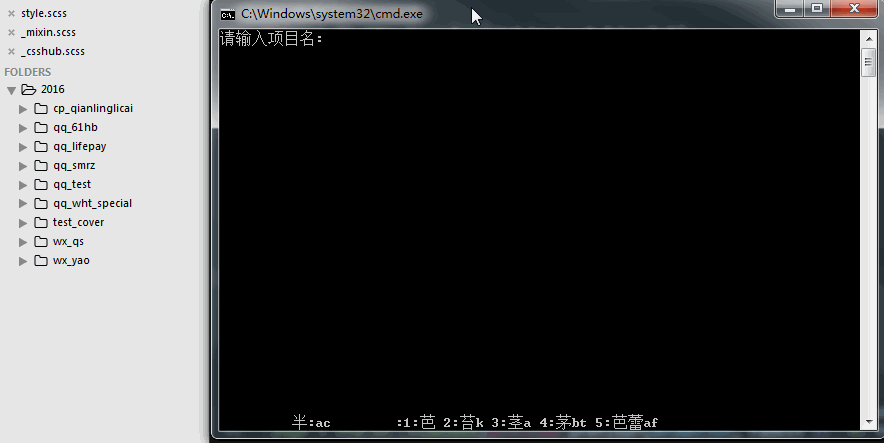 style.scss
_mixin.scss
_csshub.scss
FOLDERS
2016
cp_qianlinglicai
qq_61hb
qq_lifepay
qq_smrz
qq_test
qq_wht_special
test_cover
wx_qs
wx_yao
C:\Windows\system32\cmd.exe
请输入项目名:
半:ac :1:芭 2:苔k 3:茎a 4:茅bt 5:芭蕾af